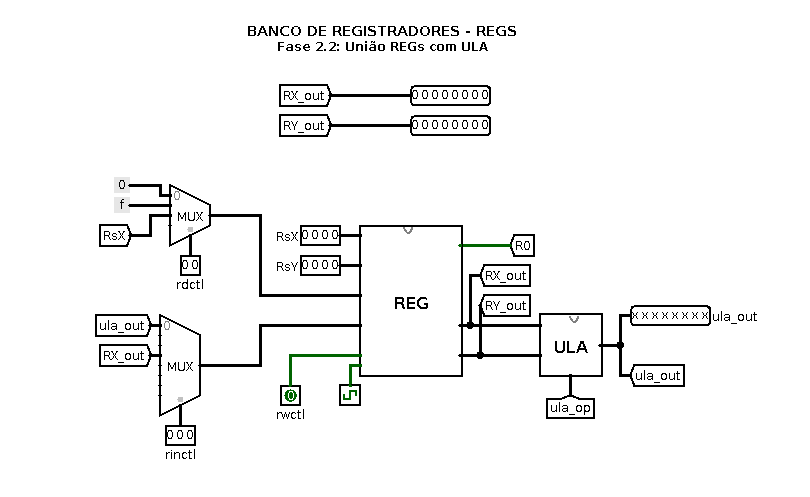 BANCO DE REGISTRADORES - REGS
Fase 2.2: União REGs com ULA
RX_out 00000000
RY_out 00000000
0
f
RsX
0
MUX
00
rdctl
RsX 0000
RsY 0000
REG
R0
RX_out
RY_out
ula_out
RX_out
0
MUX
000
rinctl
0
rwctl
ULA
xxxxxxxx ula_out
ula_out
ula_op